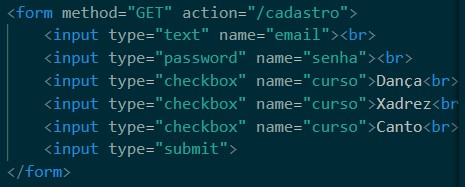 <form method="GET" action="/cadastro">
<input type="text" name="email"><br>
<input type="password" name="senha"><br>
<input type="checkbox" name="curso">Dança<br>
<input type="checkbox" name="curso">Xadrez<br>
<input type="checkbox" name="curso">Canto<br>
<input type="submit">
</form>